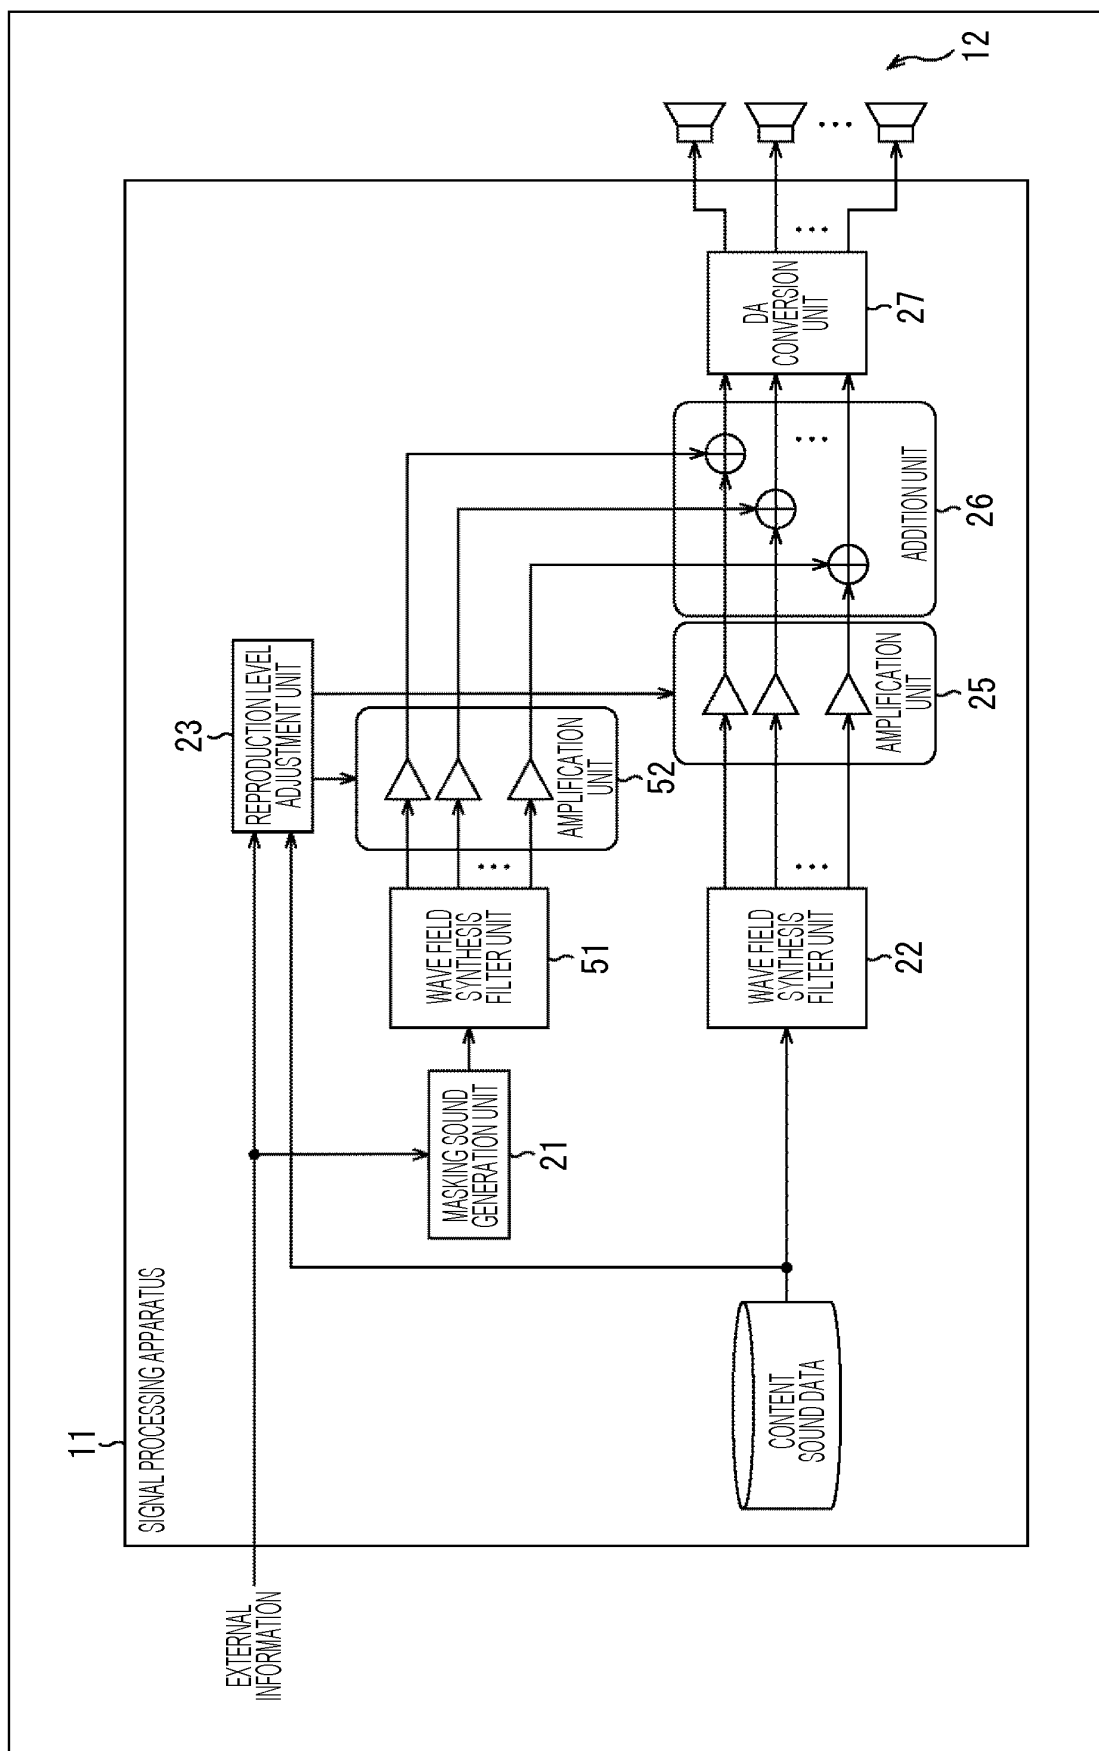 11
SIGNAL PROCESSING APPARATUS
EXTERNAL
INFORMATION
23
REPRODUCTION LEVEL
ADJUSTMENT UNIT
MASKING SOUND
GENERATION UNIT
21
WAVE FIELD
SYNTHESIS
FILTER UNIT
51
...
AMPLIFICATION
UNIT
52
CONTENT
SOUND DATA
WAVE FIELD
SYNTHESIS
FILTER UNIT
22
...
AMPLIFICATION
UNIT
25
...
ADDITION UNIT
26
DA
CONVERSION
UNIT
27
...
...
12